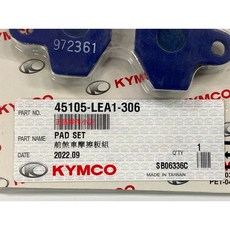 972361
KYMCO
PART NO.
45105-LEA1-306
PART NAME
PAD SET
前煞車摩擦板組
DATE
2022.09
1
SB06336C
KYMCO
MADE IN TAIWAN